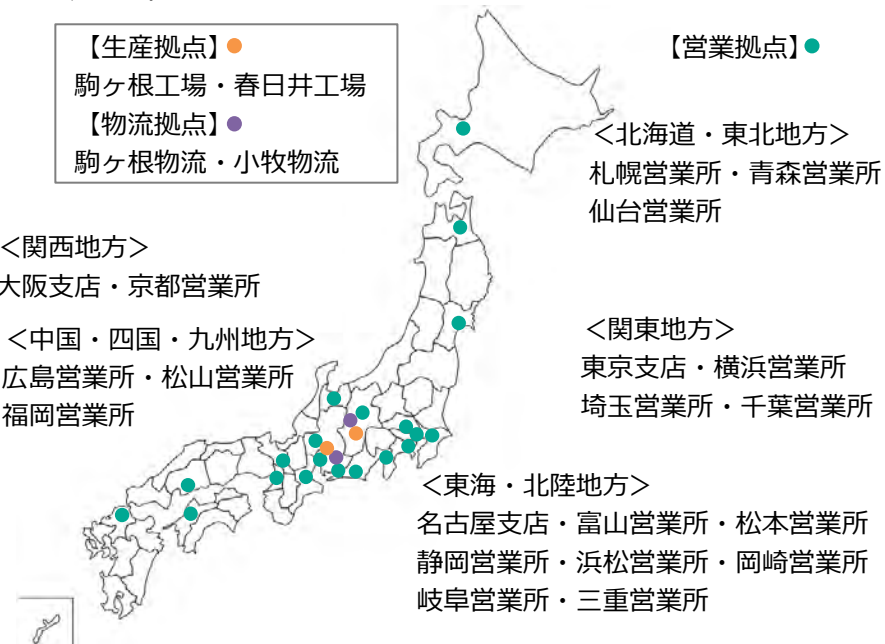 【生産拠点】
駒ヶ根工場・春日井工場
【物流拠点】
駒ヶ根物流・小牧物流
【営業拠点】
<北海道・東北地方>
札幌営業所・青森営業所
仙台営業所
<関西地方>
大阪支店・京都営業所
<中国・四国・九州地方>
広島営業所・松山営業所
福岡営業所
<関東地方>
東京支店・横浜営業所
埼玉営業所・千葉営業所
<東海・北陸地方>
名古屋支店・富山営業所・松本営業所
静岡営業所・浜松営業所・岡崎営業所
岐阜営業所・三重営業所